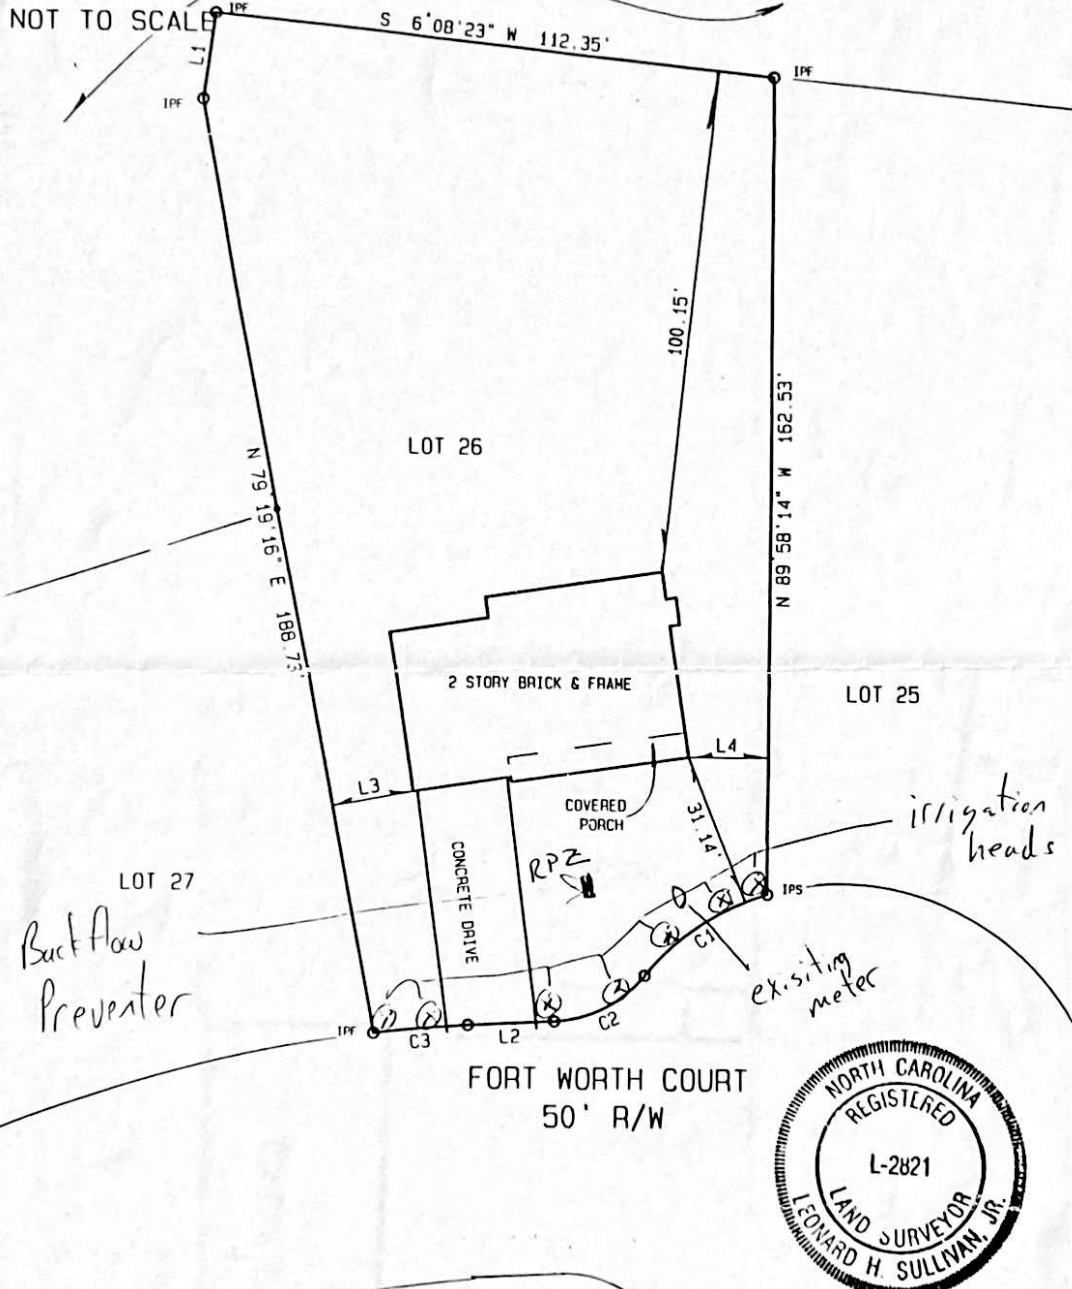 NOT TO SCALE
IPF
S 6°08'23" W 112.35'
IPF
L1
IPF
100.15'
N 89°58'14" W 162.53'
LOT 26
N 79°19'16" E 188.73'
2 STORY BRICK & FRAME
LOT 25
L4
L3
COVERED
PORCH
31.14'
irrigation
heads
RPZ
CONCRETE DRIVE
LOT 27
IPS
Backflow
Preventer
C1
exisiting
meter
IPF
C3
L2
C2
FORT WORTH COURT
50' R/W
NORTH CAROLINA
REGISTERED
L-2821
LAND SURVEYOR
LEONARD H. SULLIVAN, JR.